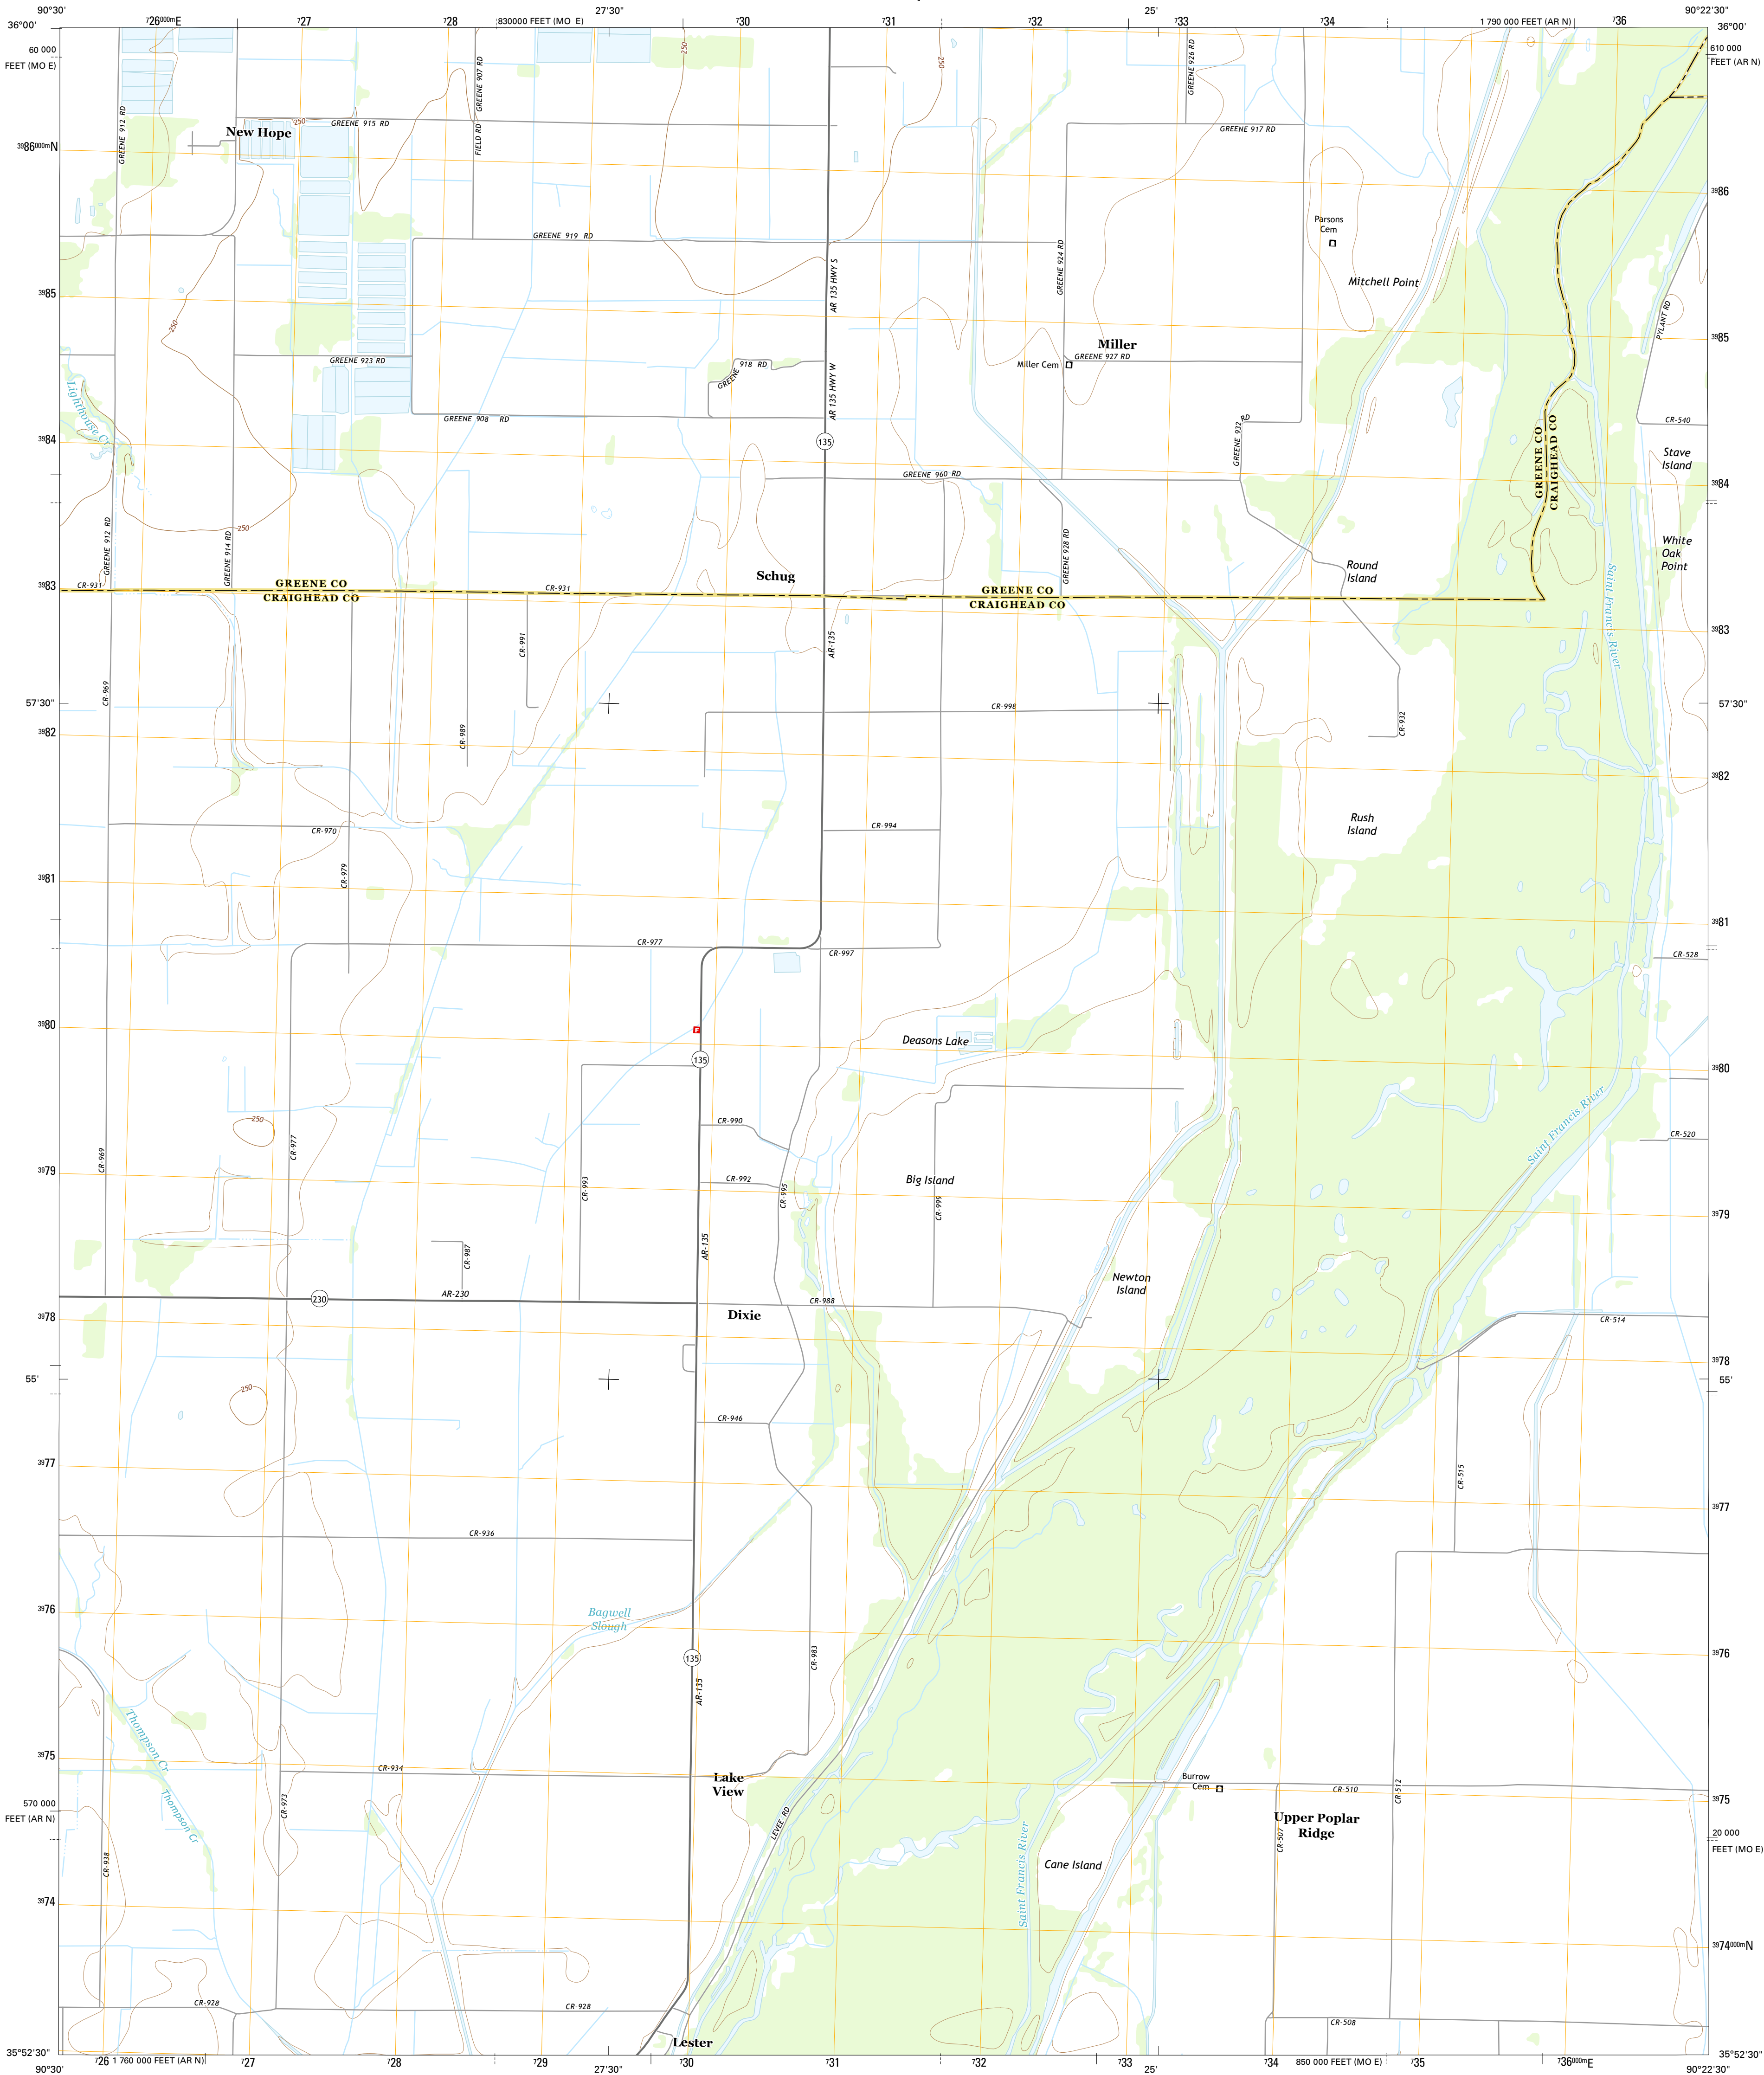 90°30'
⁷26⁰⁰⁰ᵐE
⁷27
⁷28
830000 FEET (MO E)
27'30"
⁷30
⁷31
⁷32
25'
⁷33
⁷34
1 790 000 FEET (AR N)
⁷36
90°22'30"
36°00'
36°00'
60 000
FEET (MO E)
610 000
FEET (AR N)
250
250
GREENE 907 RD
GREENE 926 RD
GREENE 912 RD
New Hope
250
GREENE 915 RD
FIELD RD
GREENE 917 RD
³⁹86⁰⁰⁰ᵐN
³⁹86
Parsons
Cem
GREENE 919 RD
GREENE 924 RD
AR 135 HWY S
Mitchell Point
³⁹85
PYLANT RD
250
³⁹85
Miller
GREENE 923 RD
GREENE 927 RD
Miller Cem
GREENE 918 RD
AR 135 HWY W
Lighthouse Cr
GREENE 908 RD
GREENE 932 RD
CR-540
³⁹84
135
GREENE CO
CRAIGHEAD CO
Stave
Island
GREENE 960 RD
³⁹84
250
GREENE 912 RD
GREENE 914 RD
GREENE 928 RD
White
Oak
Point
Round
Island
Schug
³⁹83
CR-931
GREENE CO
CRAIGHEAD CO
CR-931
GREENE CO
CRAIGHEAD CO
Saint Francis River
³⁹83
CR-991
AR-135
CR-969
57'30"
CR-998
57'30"
CR-989
CR-932
³⁹82
³⁹82
Rush
Island
CR-970
CR-994
CR-979
³⁹81
³⁹81
CR-977
CR-997
CR-528
³⁹80
F
Deasons Lake
135
³⁹80
250
CR-990
Saint Francis River
CR-977
CR-520
CR-969
³⁹79
CR-993
CR-992
CR-995
Big Island
CR-999
³⁹79
CR-987
AR-135
Newton
Island
230
AR-230
CR-988
³⁹78
Dixie
CR-514
³⁹78
55'
55'
250
CR-946
³⁹77
CR-515
³⁹77
CR-936
³⁹76
Bagwell
Slough
CR-983
135
³⁹76
AR-135
Thompson Cr
³⁹75
CR-934
Lake
View
Burrow
Cem
CR-510
CR-512
³⁹75
570 000
FEET (AR N)
CR-973
Thompson Cr
LEVEE RD
Upper Poplar
Ridge
CR-507
20 000
FEET (MO E)
CR-938
Saint Francis River
Cane Island
³⁹74
³⁹74⁰⁰⁰ᵐN
CR-928
CR-928
CR-508
Lester
35°52'30"
35°52'30"
⁷26
1 760 000 FEET (AR N)
⁷27
⁷28
⁷29
27'30"
⁷30
⁷31
⁷32
⁷33
25'
⁷34
850 000 FEET (MO E)
⁷35
⁷36⁰⁰⁰ᵐE
90°30'
90°22'30"